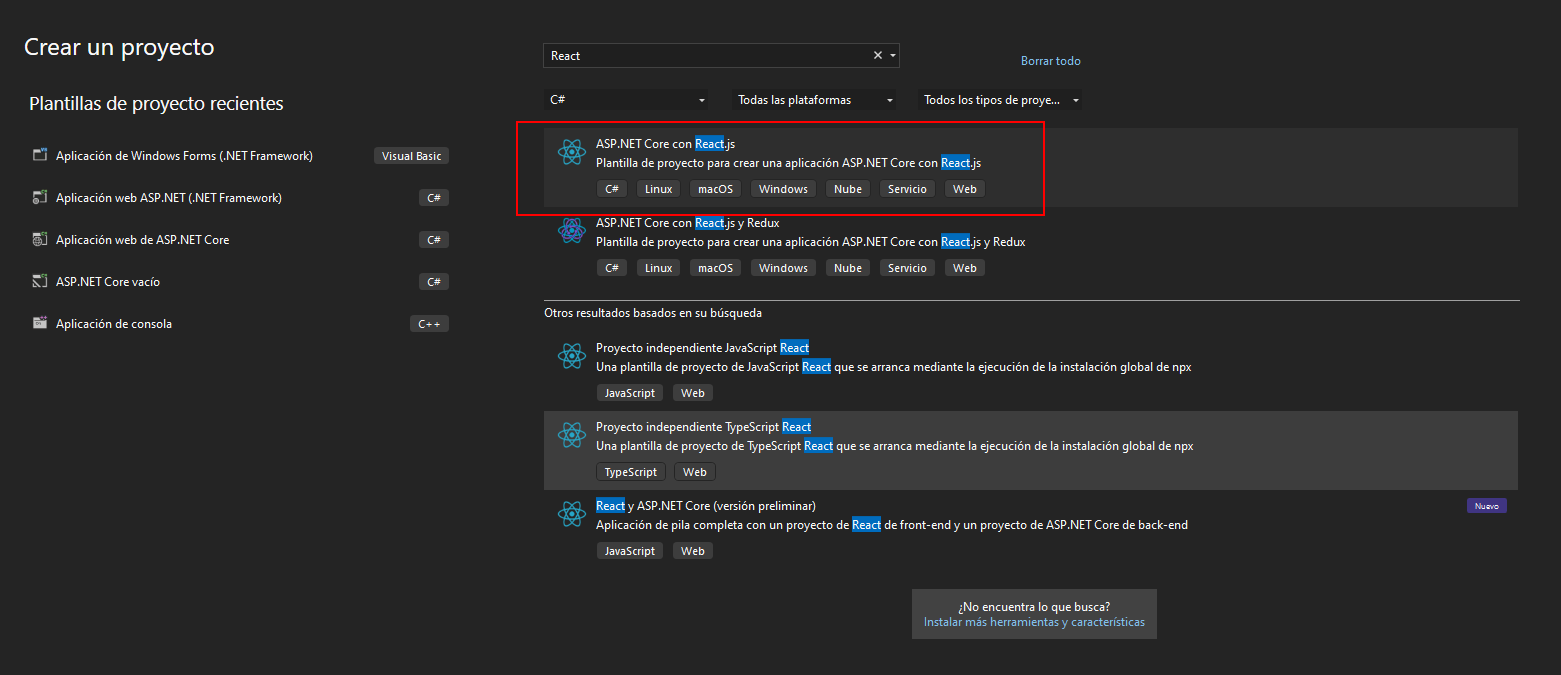 Crear un proyecto
Plantillas de proyecto recientes
Aplicación de Windows Forms (.NET Framework)
Visual Basic
Aplicación web ASP.NET (.NET Framework)
C#
Aplicación web de ASP.NET Core
C#
ASP.NET Core vacío
C#
Aplicación de consola
C++
React
Borrar todo
C#
Todas las plataformas
Todos los tipos de proye...
ASP.NET Core con React.js
Plantilla de proyecto para crear una aplicación ASP.NET Core con React.js
C# Linux macOS Windows Nube Servicio Web
ASP.NET Core con React.js y Redux
Plantilla de proyecto para crear una aplicación ASP.NET Core con React.js y Redux
C# Linux macOS Windows Nube Servicio Web
Otros resultados basados en su búsqueda
Proyecto independiente JavaScript React
Una plantilla de proyecto de JavaScript React que se arranca mediante la ejecución de la instalación global de npx
JavaScript Web
Proyecto independiente TypeScript React
Una plantilla de proyecto de TypeScript React que se arranca mediante la ejecución de la instalación global de npx
TypeScript Web
React y ASP.NET Core (versión preliminar)
Nuevo
Aplicación de pila completa con un proyecto de React de front-end y un proyecto de ASP.NET Core de back-end
JavaScript Web
¿No encuentra lo que busca?
Instalar más herramientas y características